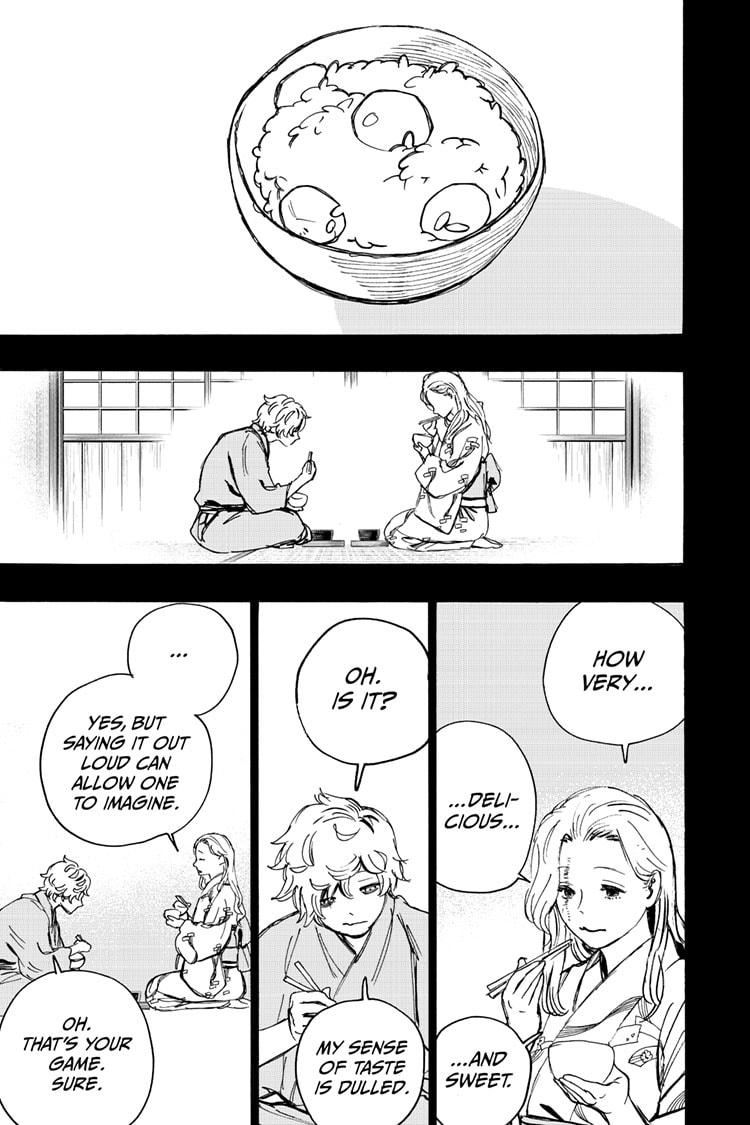 HOW
VERY...
...DELI-
CIOUS...
...AND
SWEET.
OH.
IS IT?
MY SENSE
OF TASTE
IS DULLED.
...
YES, BUT
SAYING IT OUT
LOUD CAN
ALLOW ONE
TO IMAGINE.
OH.
THAT'S YOUR
GAME.
SURE.